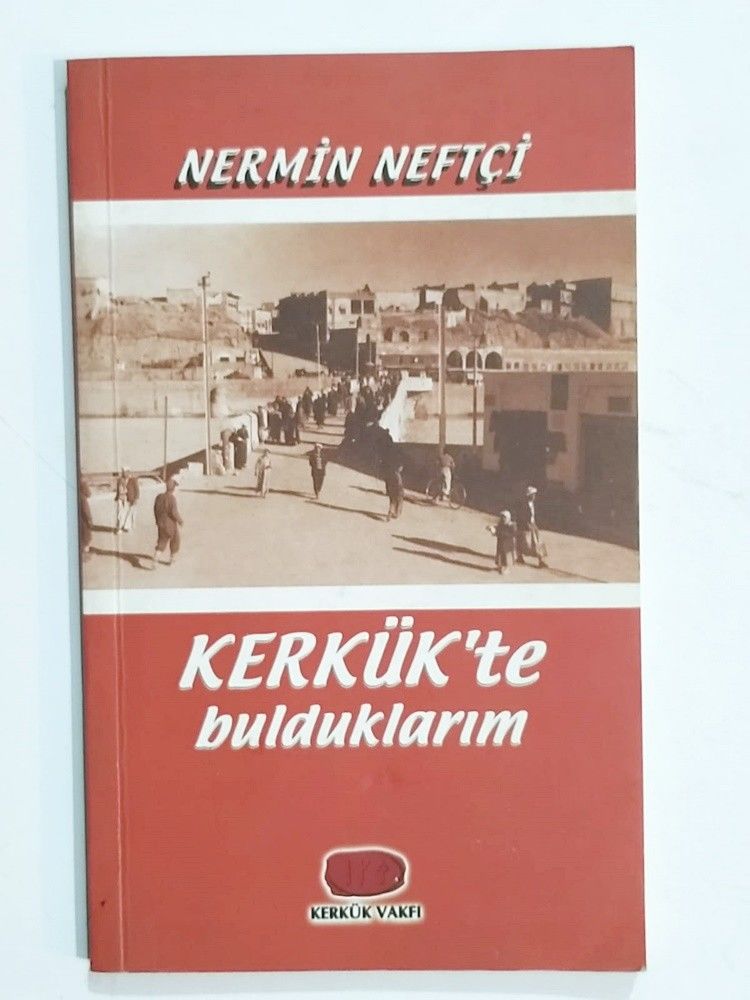 NERMİN NEFTÇİ
KERKÜK'te
bulduklarım
KERKÜK VAKFI